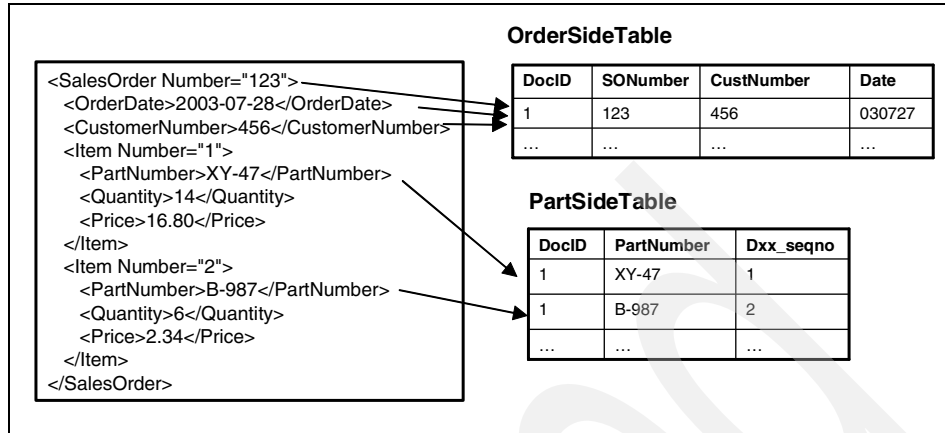 <SalesOrder Number="123">
<OrderDate>2003-07-28</OrderDate>
<CustomerNumber>456</CustomerNumber>
<Item Number="1">
<PartNumber>XY-47</PartNumber>
<Quantity>14</Quantity>
<Price>16.80</Price>
</Item>
<Item Number="2">
<PartNumber>B-987</PartNumber>
<Quantity>6</Quantity>
<Price>2.34</Price>
</Item>
</SalesOrder>
OrderSideTable
DocID SONumber CustNumber Date
1 123 456 030727
... ... ... ...
PartSideTable
DocID PartNumber Dxx_seqno
1 XY-47 1
1 B-987 2
... ... ...